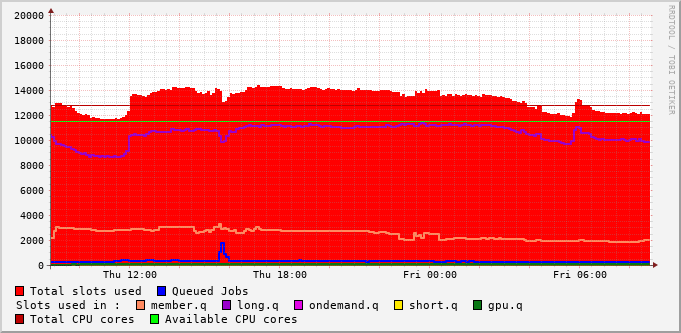 RRDTOOL / TOBI OETIKER
20000
18000
16000
14000
12000
10000
8000
6000
4000
2000
0
Thu 12:00 Thu 18:00 Fri 00:00 Fri 06:00
Total slots used Queued Jobs
Slots used in : member.q long.q ondemand.q short.q gpu.q
Total CPU cores Available CPU cores